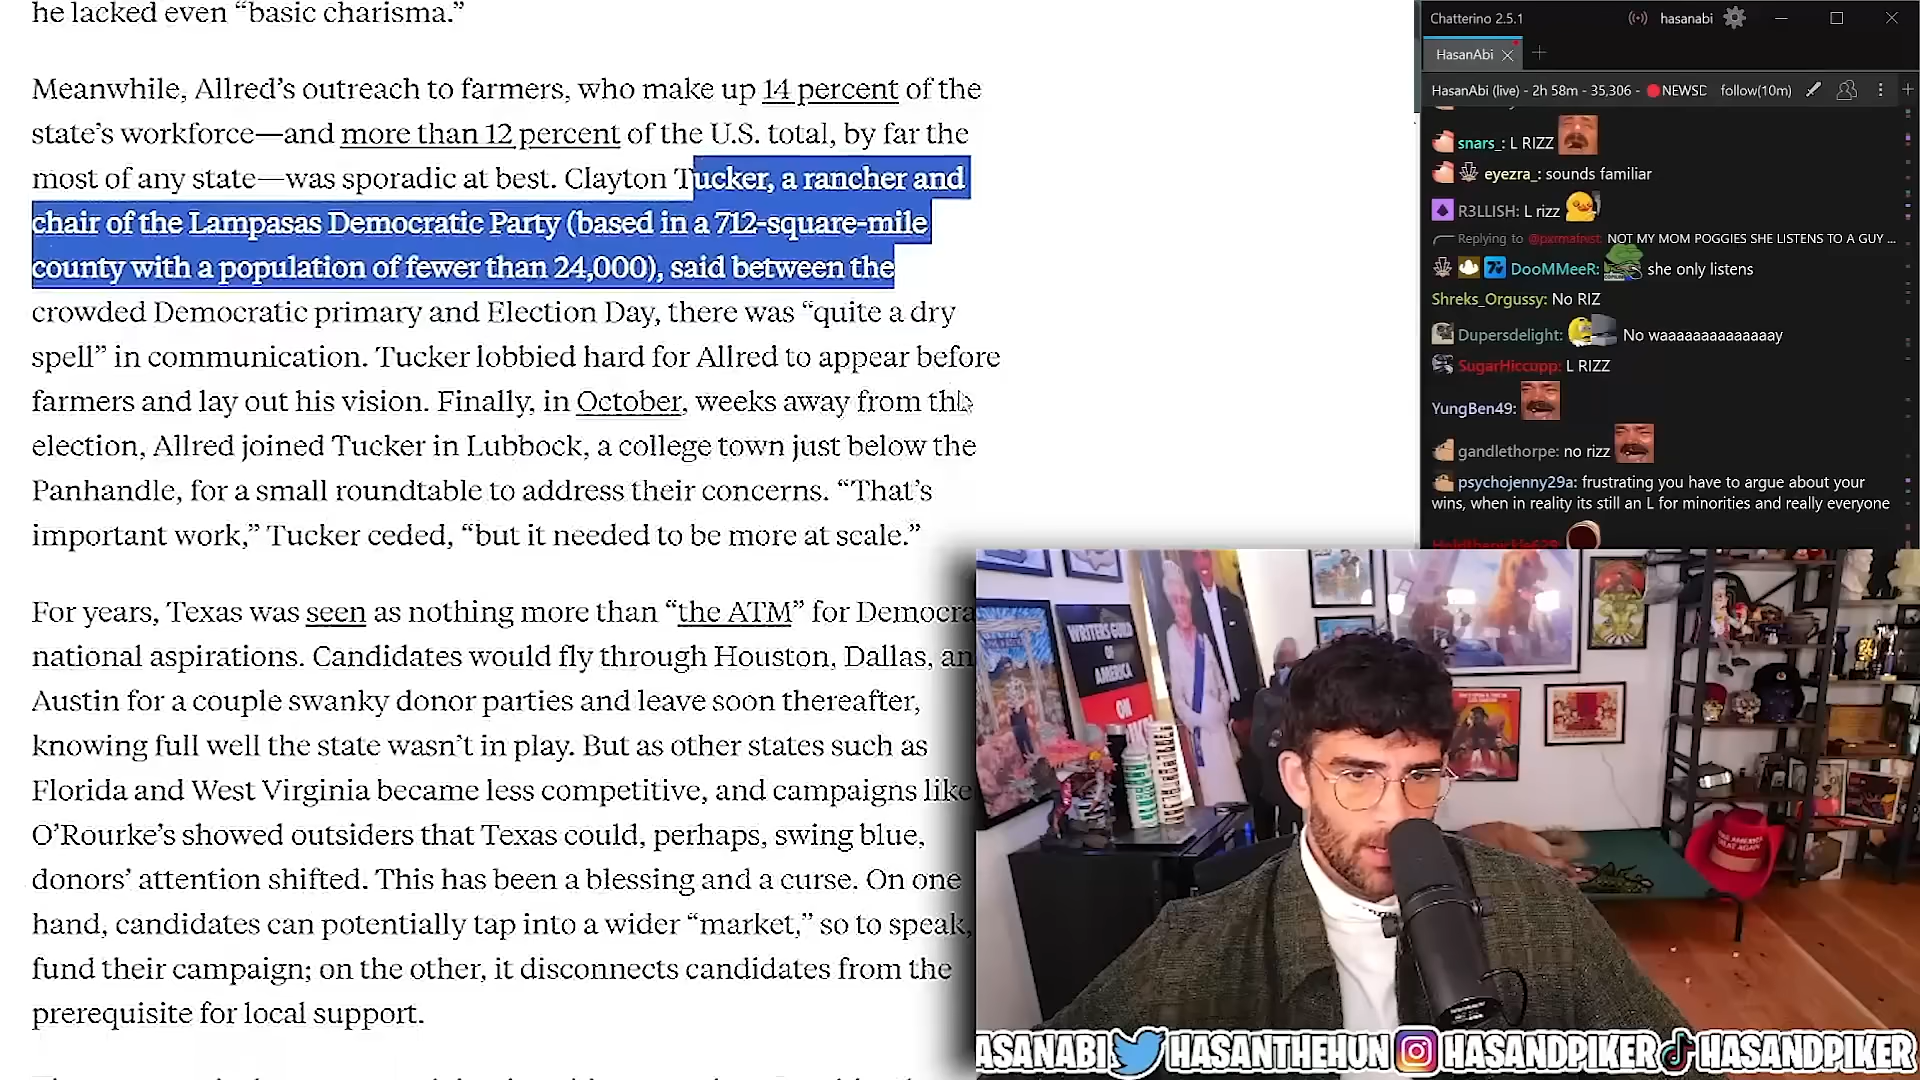 he lacked even “basic charisma.”
Meanwhile, Allred’s outreach to farmers, who make up 14 percent of the
state’s workforce—and more than 12 percent of the U.S. total, by far the
most of any state—was sporadic at best. Clayton Tucker, a rancher and
chair of the Lampasas Democratic Party (based in a 712-square-mile
county with a population of fewer than 24,000), said between the
crowded Democratic primary and Election Day, there was “quite a dry
spell” in communication. Tucker lobbied hard for Allred to appear before
farmers and lay out his vision. Finally, in October, weeks away from the
election, Allred joined Tucker in Lubbock, a college town just below the
Panhandle, for a small roundtable to address their concerns. “That’s
important work,” Tucker ceded, “but it needed to be more at scale.”
For years, Texas was seen as nothing more than “the ATM” for Democra
national aspirations. Candidates would fly through Houston, Dallas, an
Austin for a couple swanky donor parties and leave soon thereafter,
knowing full well the state wasn’t in play. But as other states such as
Florida and West Virginia became less competitive, and campaigns like
O’Rourke’s showed outsiders that Texas could, perhaps, swing blue,
donors’ attention shifted. This has been a blessing and a curse. On one
hand, candidates can potentially tap into a wider “market,” so to speak,
fund their campaign; on the other, it disconnects candidates from the
prerequisite for local support.
Chatterino 2.5.1
hasanabi
HasanAbi
HasanAbi (live) - 2h 58m - 35,306 - NEWSD
follow(10m)
snars_: L RIZZ
eyezra_: sounds familiar
R3LLISH: L rizz
Replying to NOT MY MOM POGGIES SHE LISTENS TO A GUY ...
DooMMeeR: she only listens
Shreks_Orgussy: No RIZ
Dupersdelight: No waaaaaaaaaaaaaay
SugarHiccupp: L RIZZ
YungBen49:
gandlethorpe: no rizz
psychojenny29a: frustrating you have to argue about your
wins, when in reality its still an L for minorities and really everyone
WRITERS GUILD
OF
AMERICA
ON
ASANABI HASANTHEHUN HASANDPIKER HASANDPIKER